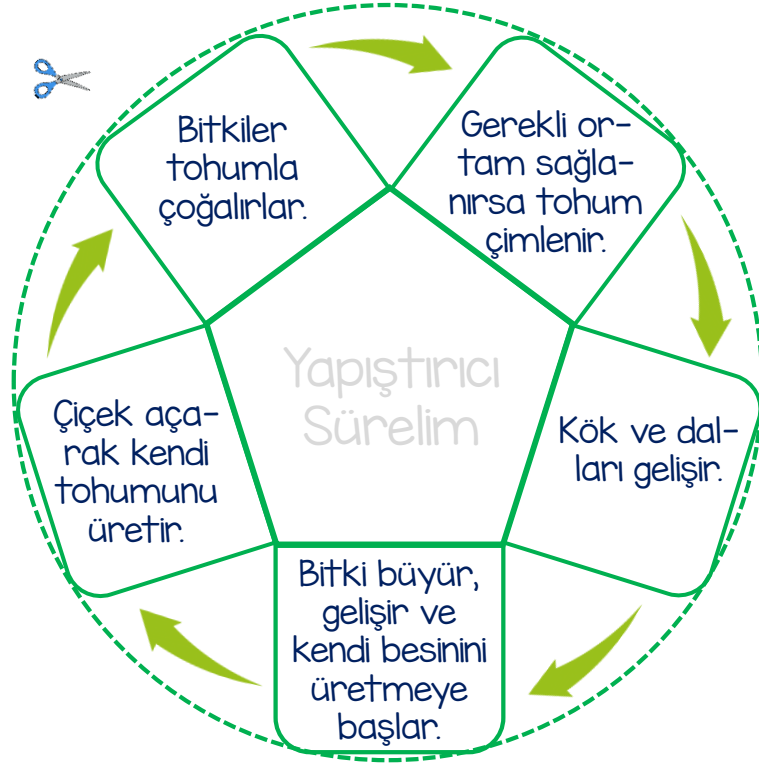 Bitkiler
tohumla
çoğalırlar.
Gerekli or-
tam sağla-
nırsa tohum
çimlenir.
Kök ve dal-
ları gelişir.
Bitki büyür,
gelişir ve
kendi besinini
üretmeye
başlar.
Çiçek aça-
rak kendi
tohumunu
üretir.
Yapıştırıcı
Sürelim